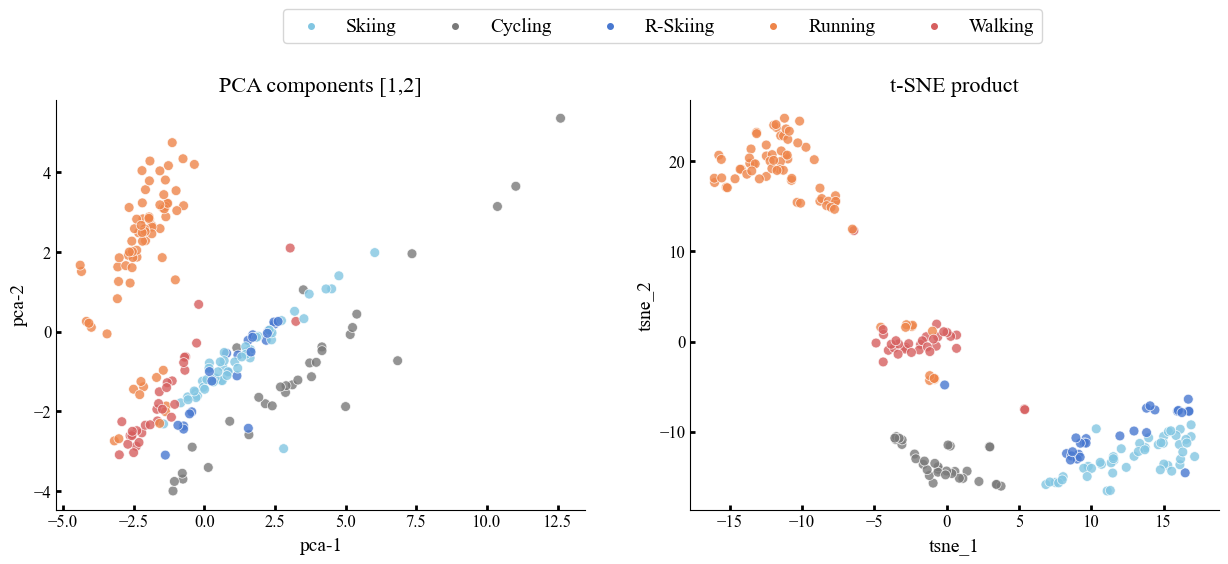 Skiing Cycling R-Skiing Running Walking
PCA components [1,2]
4
2
0
−2
−4
pca-2
−5.0 −2.5 0.0 2.5 5.0 7.5 10.0 12.5
pca-1
t-SNE product
20
10
0
−10
tsne_2
−15 −10 −5 0 5 10 15
tsne_1